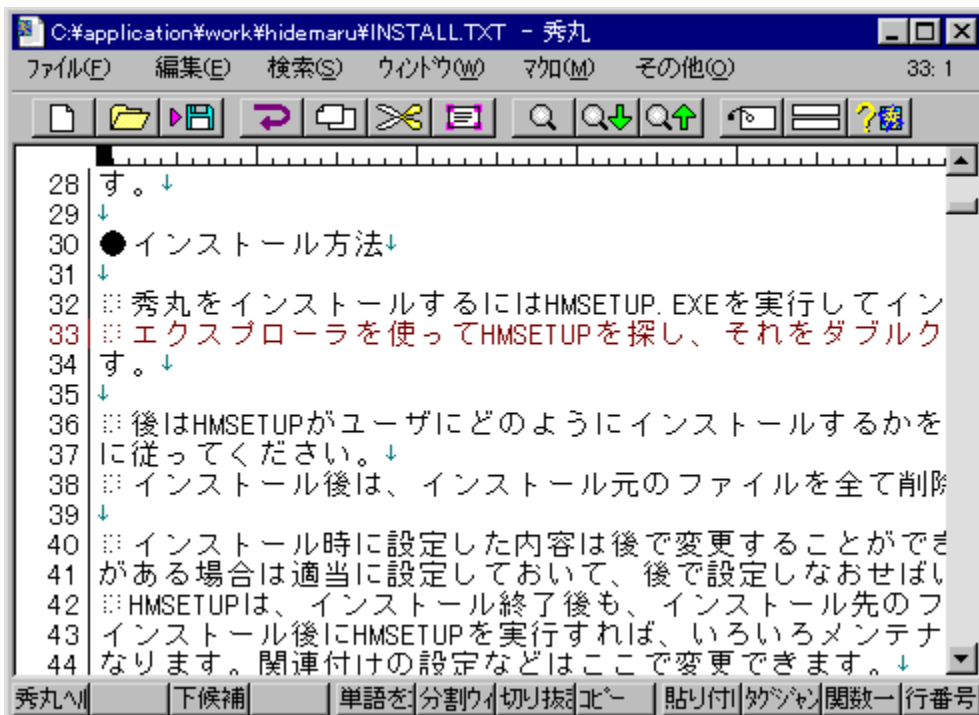 C:¥application¥work¥hidemaru¥INSTALL.TXT - 秀丸
ﾌｧｲﾙ(F) 編集(E) 検索(S) ｳｨﾝﾄﾞｳ(W) ﾏｸﾛ(M) その他(O) 33: 1
28 す。↓
29 ↓
30 ●インストール方法↓
31 ↓
32 秀丸をインストールするにはHMSETUP.EXEを実行してイン
33 エクスプローラを使ってHMSETUPを探し、それをダブルク
34 す。↓
35 ↓
36 後はHMSETUPがユーザにどのようにインストールするかを
37 に従ってください。↓
38 インストール後は、インストール元のファイルを全て削除
39 ↓
40 インストール時に設定した内容は後で変更することができ
41 がある場合は適当に設定しておいて、後で設定しなおせばい
42 HMSETUPは、インストール終了後も、インストール先のフ
43 インストール後にHMSETUPを実行すれば、いろいろメンテナ
44 なります。関連付けの設定などはここで変更できます。↓
秀丸ﾍﾙ 下候補 単語を 分割ウィ 切り抜き ｺﾋﾟｰ 貼り付け ﾀｸﾞｼﾞｬﾝ 関数一 行番号